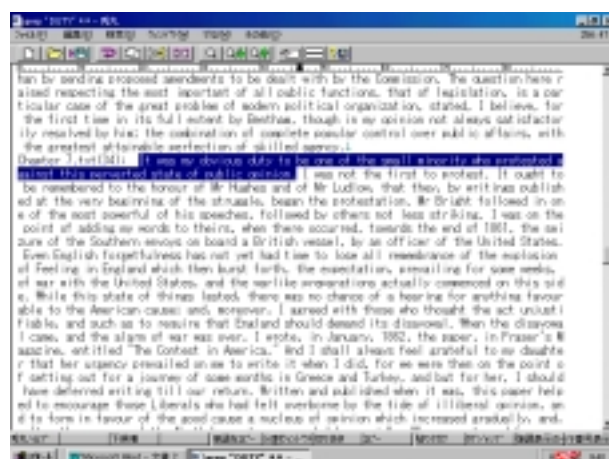 han by sending proposed amendments to be dealt with by the Commission. The question here r
aised respecting the most important of all public functions, that of legislation, is a par
ticular case of the great problem of modern political organization, stated, I believe, for
the first time in its full extent by Bentham, though in my opinion not always satisfactor
ily resolved by him; the combination of complete popular control over public affairs, with
the greatest attainable perfection of skilled agency.
Chapter 7.txt(34): It was my obvious duty to be one of the small minority who protested a
gainst this perverted state of public opinion. I was not the first to protest. It ought to
be remembered to the honour of Mr Hughes and of Mr Ludlow, that they, by writings publish
ed at the very beginning of the struggle, began the protestation. Mr Bright followed in on
e of the most powerful of his speeches, followed by others not less striking. I was on the
point of adding my words to theirs, when there occurred, towards the end of 1861, the sei
zure of the Southern envoys on board a British vessel, by an officer of the United States.
Even English forgetfulness has not yet had time to lose all remembrance of the explosion
of feeling in England which then burst forth, the expectation, prevailing for some weeks,
of war with the United States, and the warlike preparations actually commenced on this sid
e. While this state of things lasted, there was no chance of a hearing for anything favour
able to the American cause; and, moreover, I agreed with those who thought the act unjusti
fiable, and such as to require that England should demand its disavowal. When the disavowa
l came, and the alarm of war was over, I wrote, in January, 1862, the paper, in Fraser's M
agazine, entitled "The Contest in America." And I shall always feel grateful to my daughte
r that her urgency prevailed on me to write it when I did, for we were then on the point o
f setting out for a journey of some months in Greece and Turkey, and but for her, I should
have deferred writing till our return. Written and published when it was, this paper help
ed to encourage those Liberals who had felt overborne by the tide of illiberal opinion, an
d to form in favour of the good cause a nucleus of opinion which increased gradually, and,